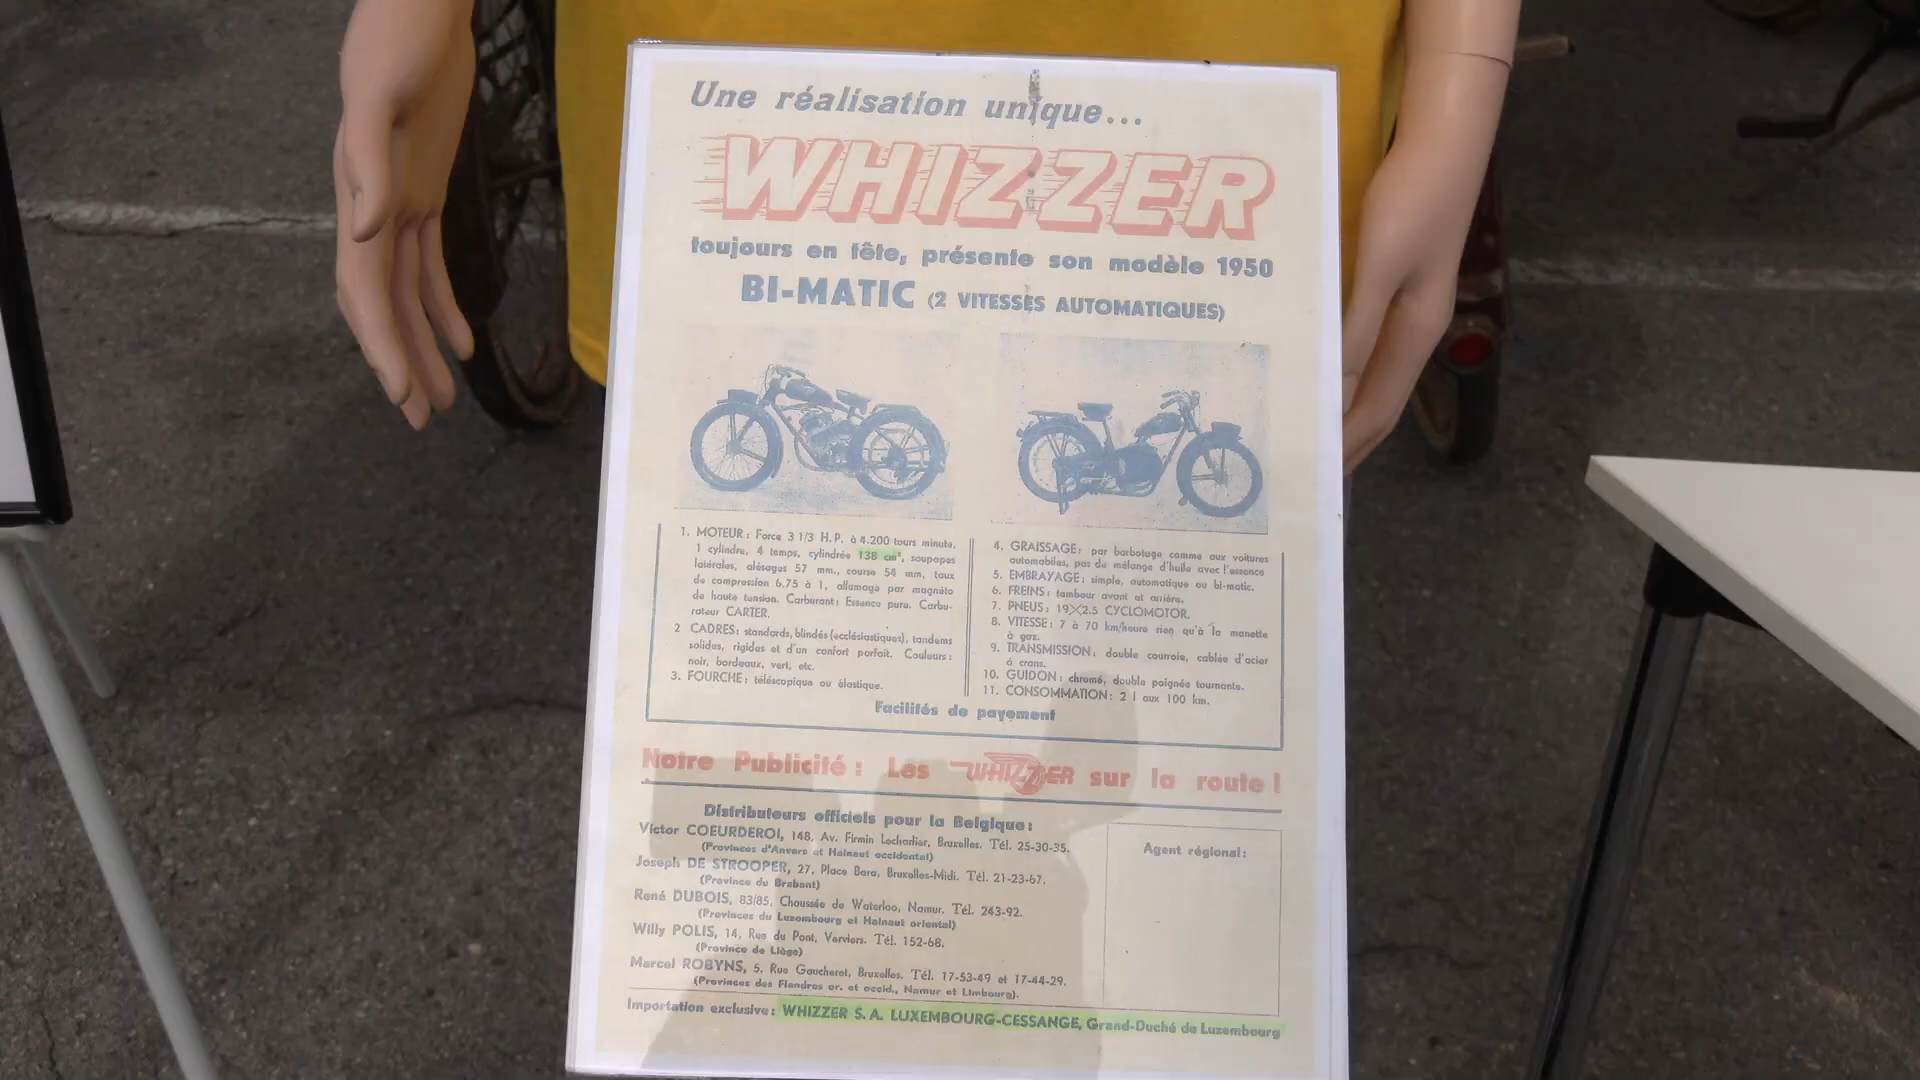 Une réalisation unique...
WHIZZER
toujours en tête, présente son modèle 1950
BI-MATIC (2 VITESSES AUTOMATIQUES)
1. MOTEUR : Force 3 1/3 H.P. à 4.200 tours minute,
1 cylindre, 4 temps, cylindrée 138 cm³, soupapes
latérales, alésages 57 mm., course 54 mm, taux
de compression 6.75 à 1, allumage par magnéto
de haute tension. Carburant : Essence pure. Carbu-
rateur CARTER.
2 CADRES : standards, blindés (ecclésiastiques), tandems
solides, rigides et d'un confort parfait. Couleurs :
noir, bordeaux, vert, etc.
3. FOURCHE : téléscopique ou élastique.
4. GRAISSAGE : par barbotage comme aux voitures
automobiles, pas de mélange d'huile avec l'essence
5. EMBRAYAGE : simple, automatique ou bi-matic.
6. FREINS : tambour avant et arrière.
7. PNEUS : 19X2.5 CYCLOMOTOR.
8. VITESSE : 7 à 70 km/heure rien qu'à la manette
à gaz.
9. TRANSMISSION : double courroie, cablée d'acier
à crans.
10. GUIDON : chromé, double poignée tournante.
11. CONSOMMATION : 2 l aux 100 km.
Facilités de payement
Notre Publicité : Les WHIZZER sur la route !
Distributeurs officiels pour la Belgique :
Victor COEURDEROI, 148, Av. Firmin Lecharlier, Bruxelles. Tél. 25-30-35.
(Provinces d'Anvers et Hainaut occidental)
Joseph DE STROOPER, 27, Place Bara, Bruxelles-Midi. Tél. 21-23-67.
(Province du Brabant)
René DUBOIS, 83/85, Chaussée de Waterloo, Namur. Tél. 243-92.
(Provinces du Luxembourg et Hainaut oriental)
Willy POLIS, 14, Rue du Pont, Verviers. Tél. 152-68.
(Province de Liège)
Marcel ROBYNS, 5, Rue Gaucheret, Bruxelles. Tél. 17-53-49 et 17-44-29.
(Provinces des Flandres or. et occid., Namur et Limbourg).
Agent régional :
Importation exclusive : WHIZZER S.A. LUXEMBOURG-CESSANGE, Grand-Duché de Luxembourg